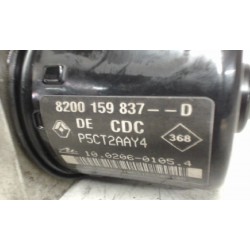 8200 159 837--D
DE CDC
P5CT2AAY4
368
10.0206-0105.4